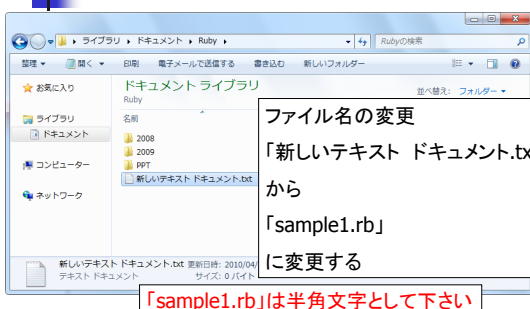 ライブラリ ▸ ドキュメント ▸ Ruby ▸
Rubyの検索
整理 ▼ 開く ▼ 印刷 電子メールで送信する 書き込む 新しいフォルダー
お気に入り
ライブラリ
ドキュメント
コンピューター
ネットワーク
ドキュメント ライブラリ
Ruby
並べ替え: フォルダー ▼
名前
2008
2009
PPT
新しいテキスト ドキュメント.txt
ファイル名の変更
「新しいテキスト ドキュメント.tx
から
「sample1.rb」
に変更する
新しいテキスト ドキュメント.txt 更新日時: 2010/04/
テキスト ドキュ
サイズ: 0 バイト
「sample1.rb」は半角文字として下さい